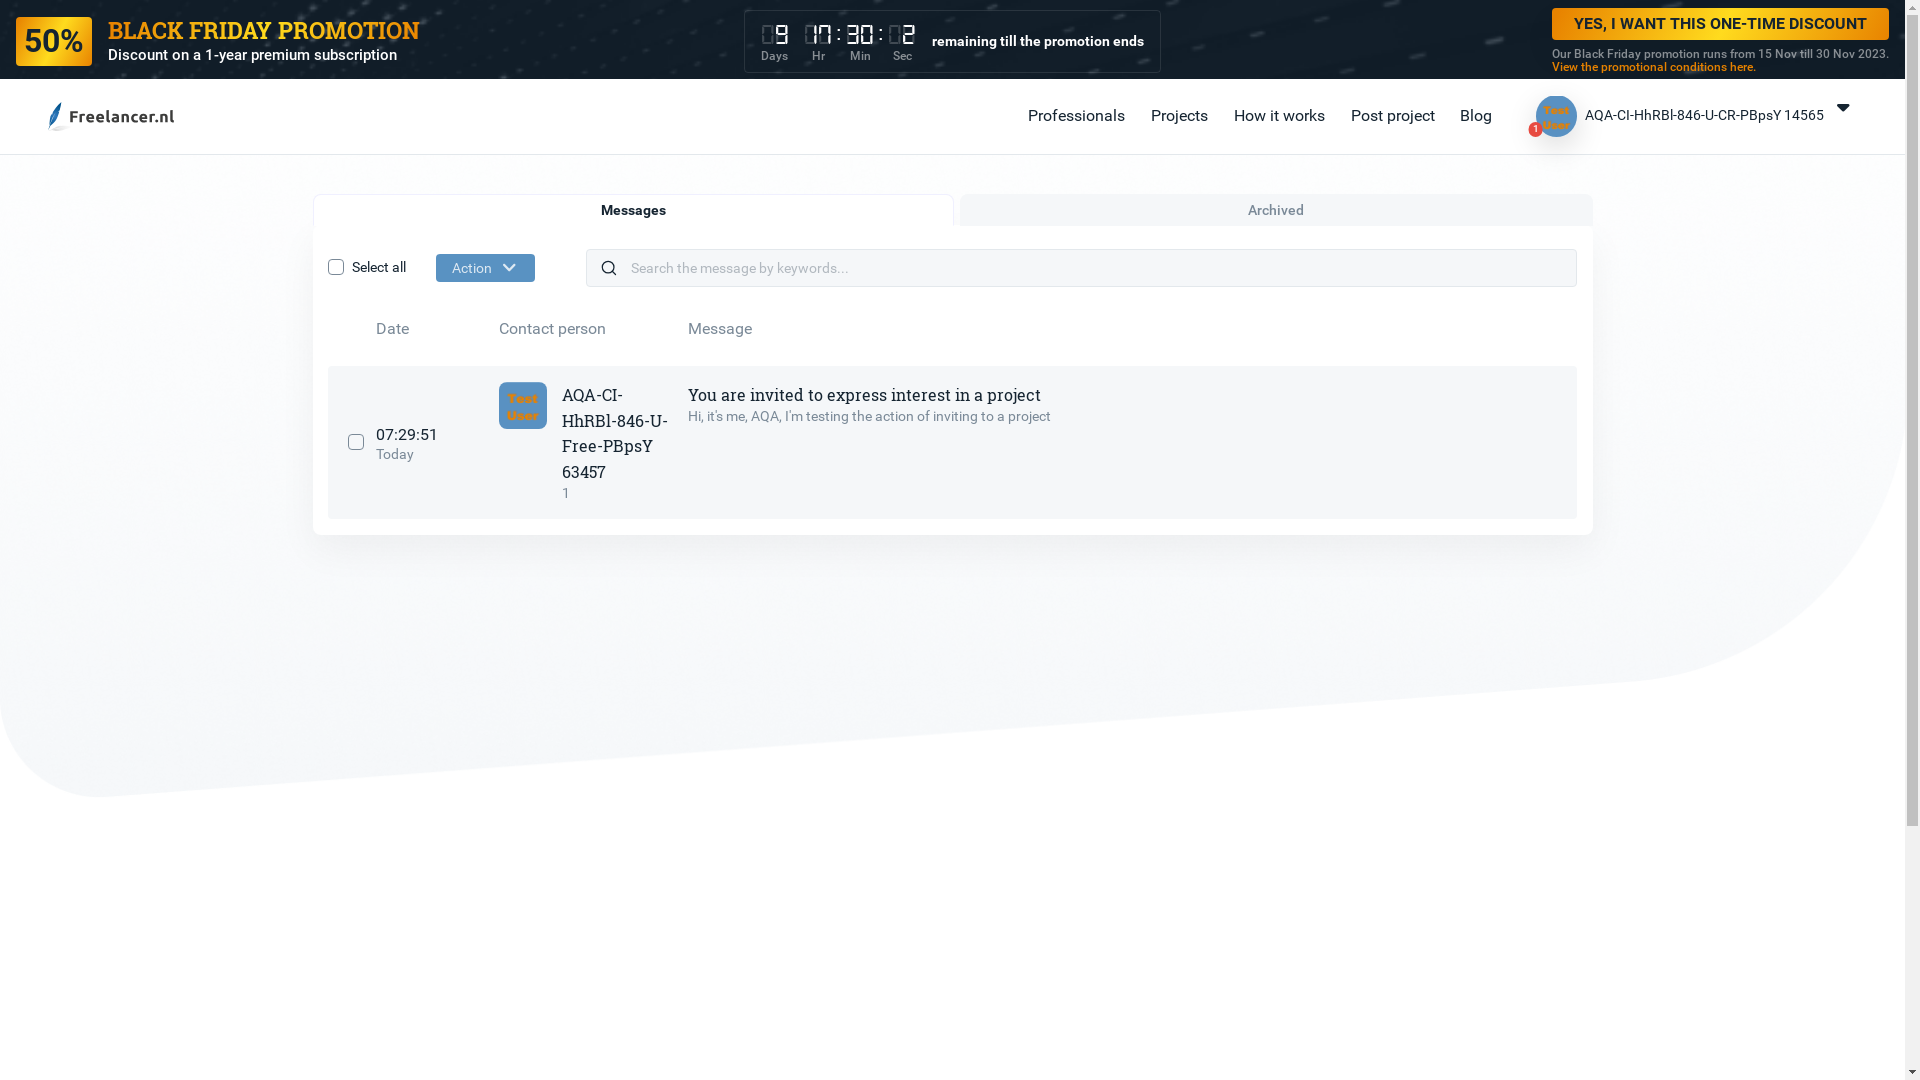 50%
BLACK FRIDAY PROMOTION
Discount on a 1-year premium subscription
9 17 : 30 : 2
Days Hr Min Sec
remaining till the promotion ends
YES, I WANT THIS ONE-TIME DISCOUNT
Our Black Friday promotion runs from 15 Nov till 30 Nov 2023.
View the promotional conditions here.
Freelancer.nl
Professionals
Projects
How it works
Post project
Blog
Test
User
1
AQA-CI-HhRBl-846-U-CR-PBpsY 14565
Messages
Archived
Select all
Action
Search the message by keywords...
Date
Contact person
Message
07:29:51
Today
Test
User
AQA-CI-
HhRBl-846-U-
Free-PBpsY
63457
1
You are invited to express interest in a project
Hi, it's me, AQA, I'm testing the action of inviting to a project